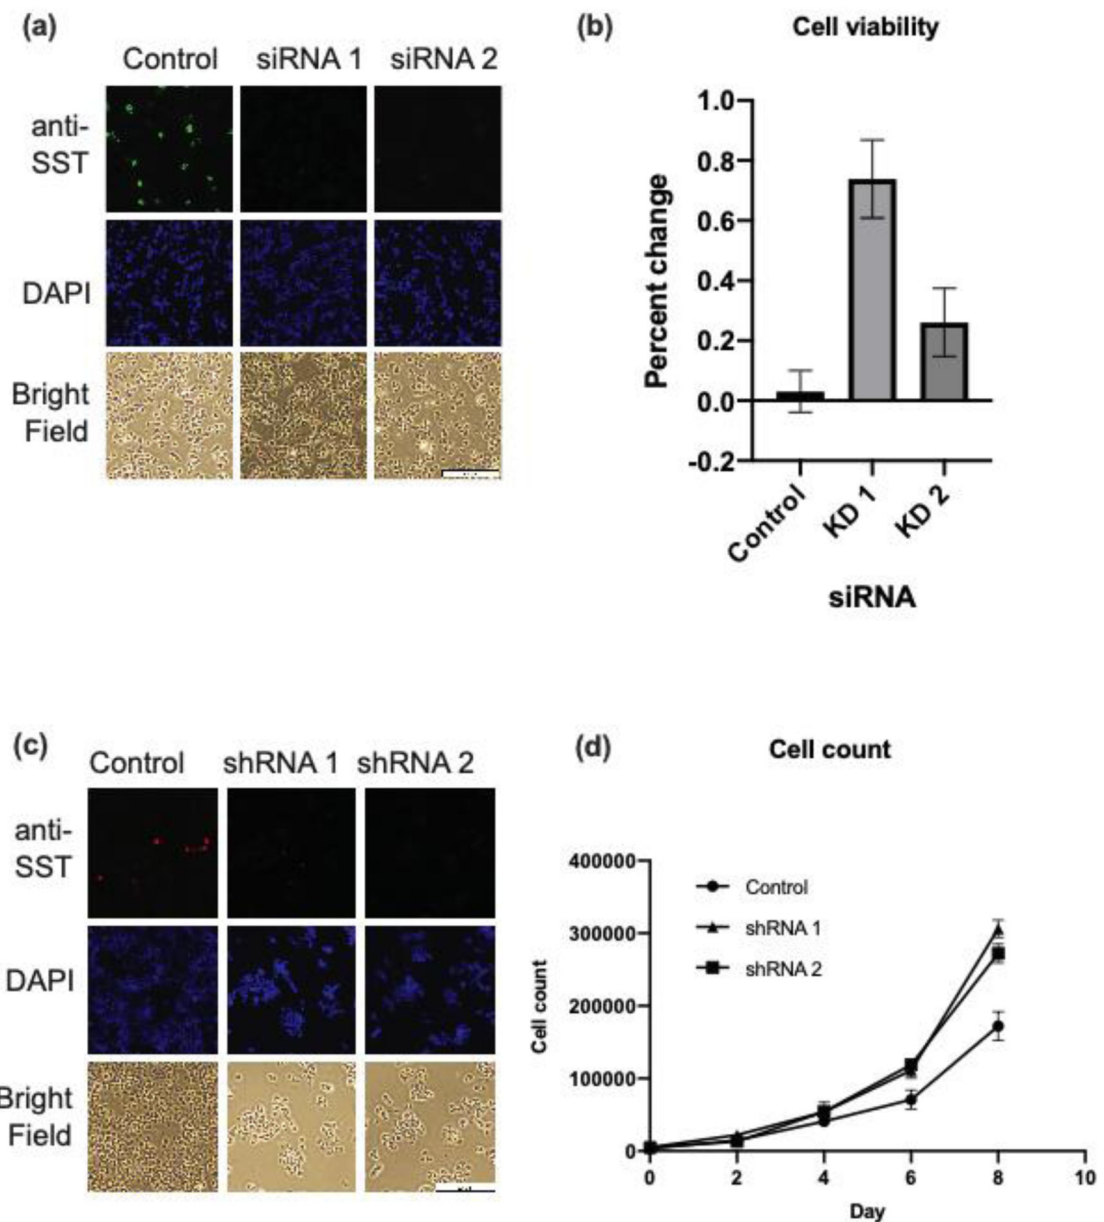 (a)
Control siRNA 1 siRNA 2
anti-
SST
DAPI
Bright
Field
(b)
Cell viability
Percent change
1.0
0.8
0.6
0.4
0.2
0.0
-0.2
Control
KD 1
KD 2
siRNA
(c)
Control shRNA 1 shRNA 2
anti-
SST
DAPI
Bright
Field
(d)
Cell count
Cell count
400000
300000
200000
100000
0
Control
shRNA 1
shRNA 2
0 2 4 6 8 10
Day